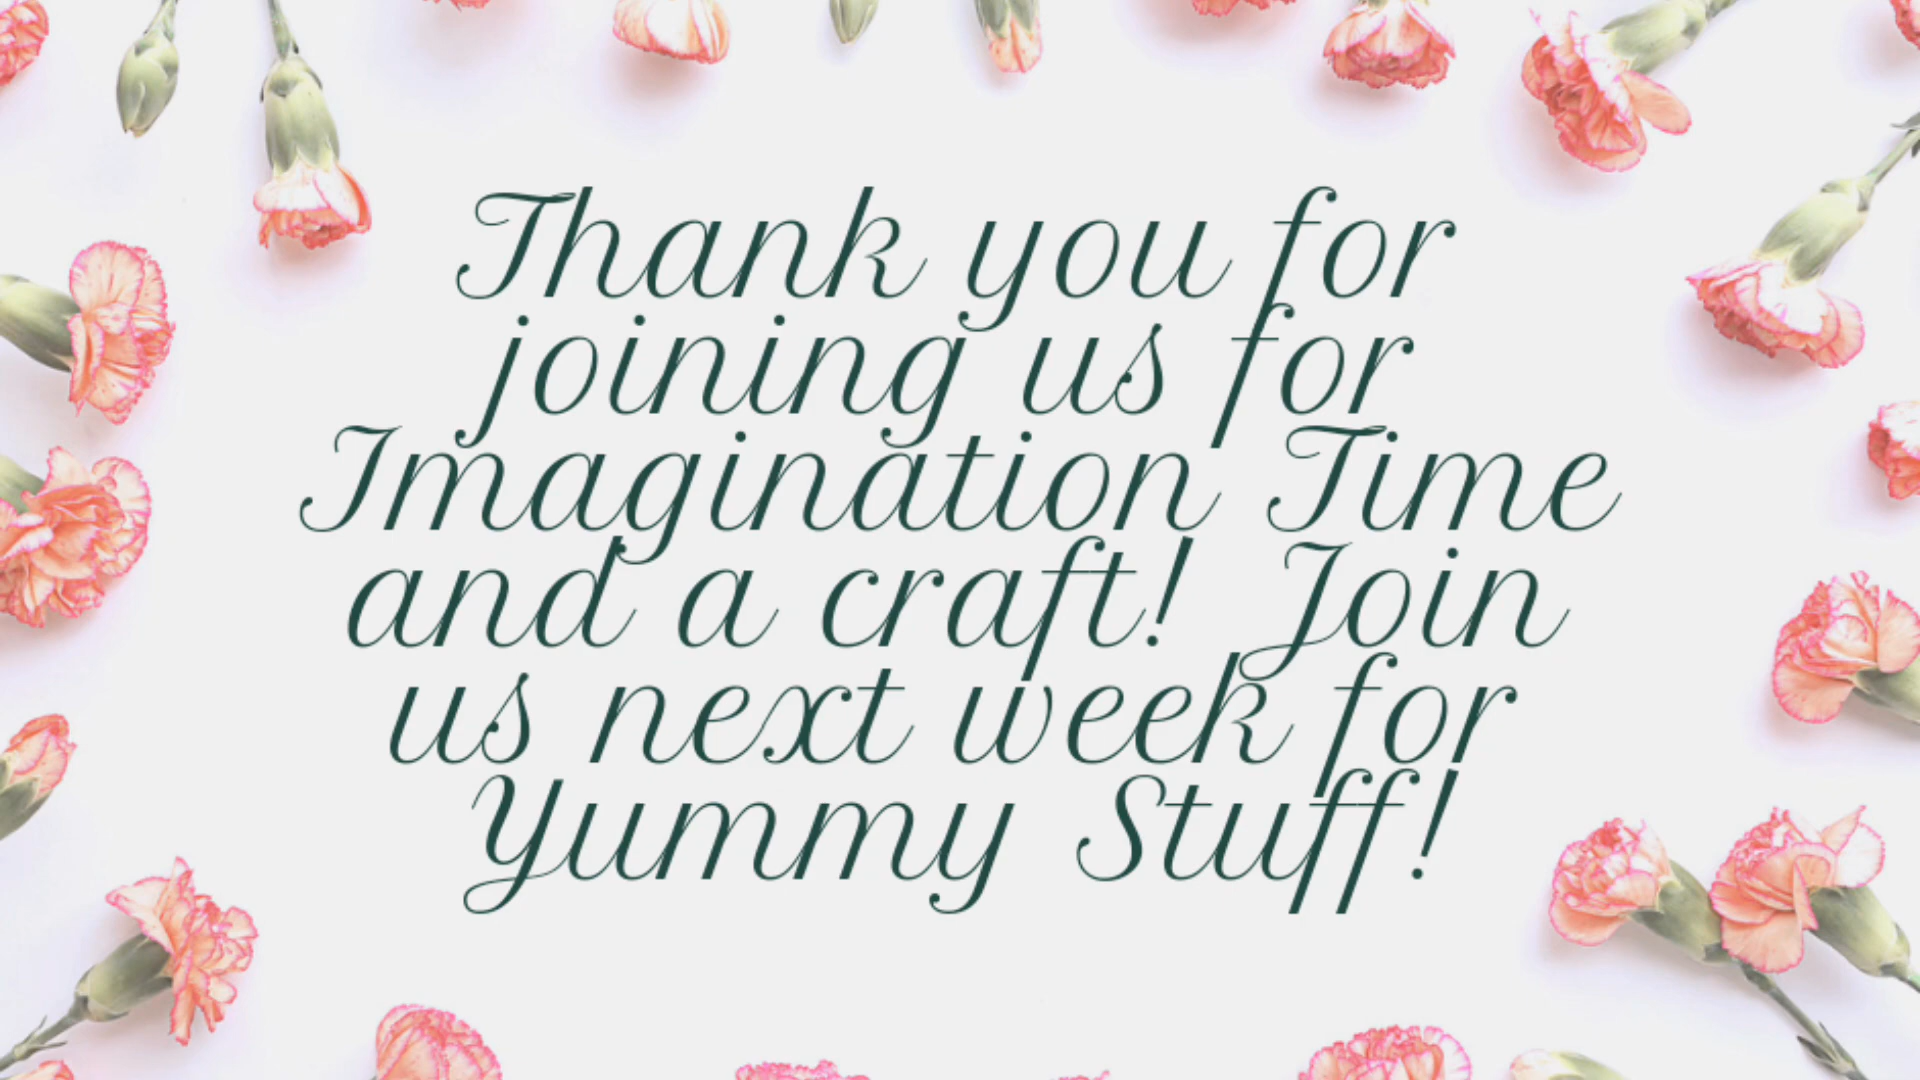 Thank you for
joining us for
Imagination Time
and a craft! Join
us next week for
Yummy Stuff!